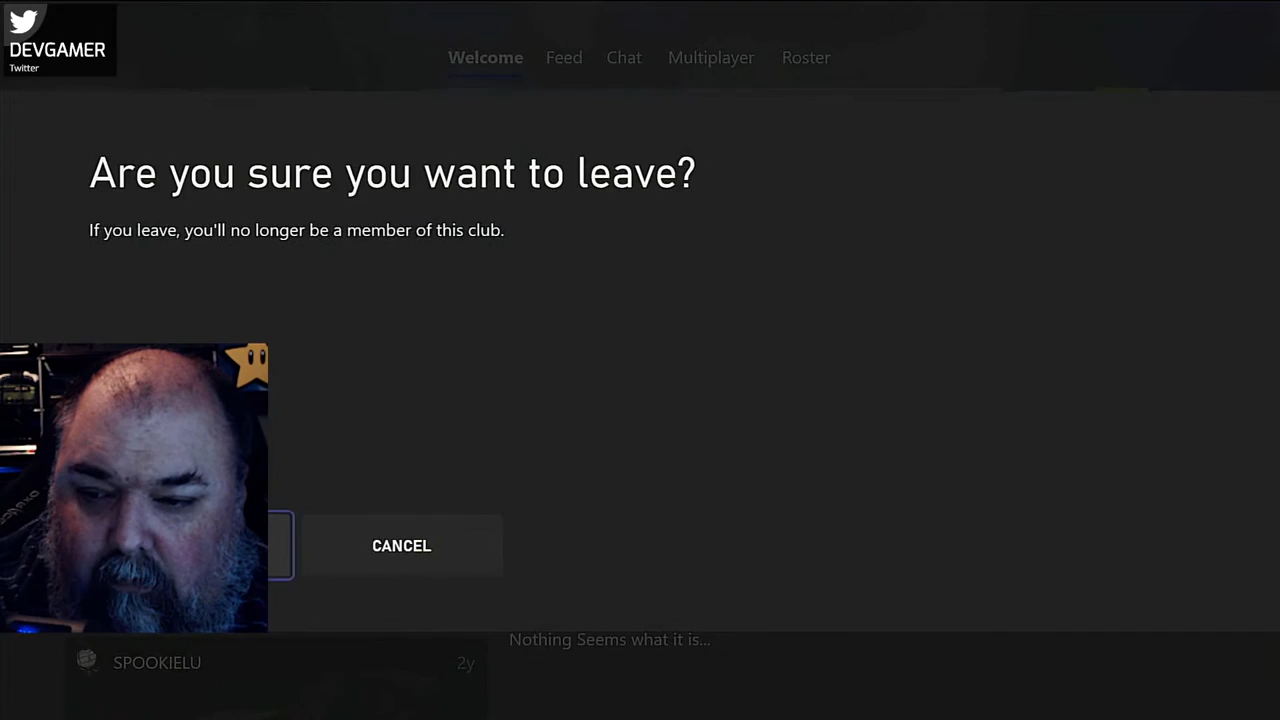 DEVGAMER
Twitter
Welcome Feed Chat Multiplayer Roster
Are you sure you want to leave?
If you leave, you'll no longer be a member of this club.
CANCEL
Nothing Seems what it is...
SPOOKIELU 2y